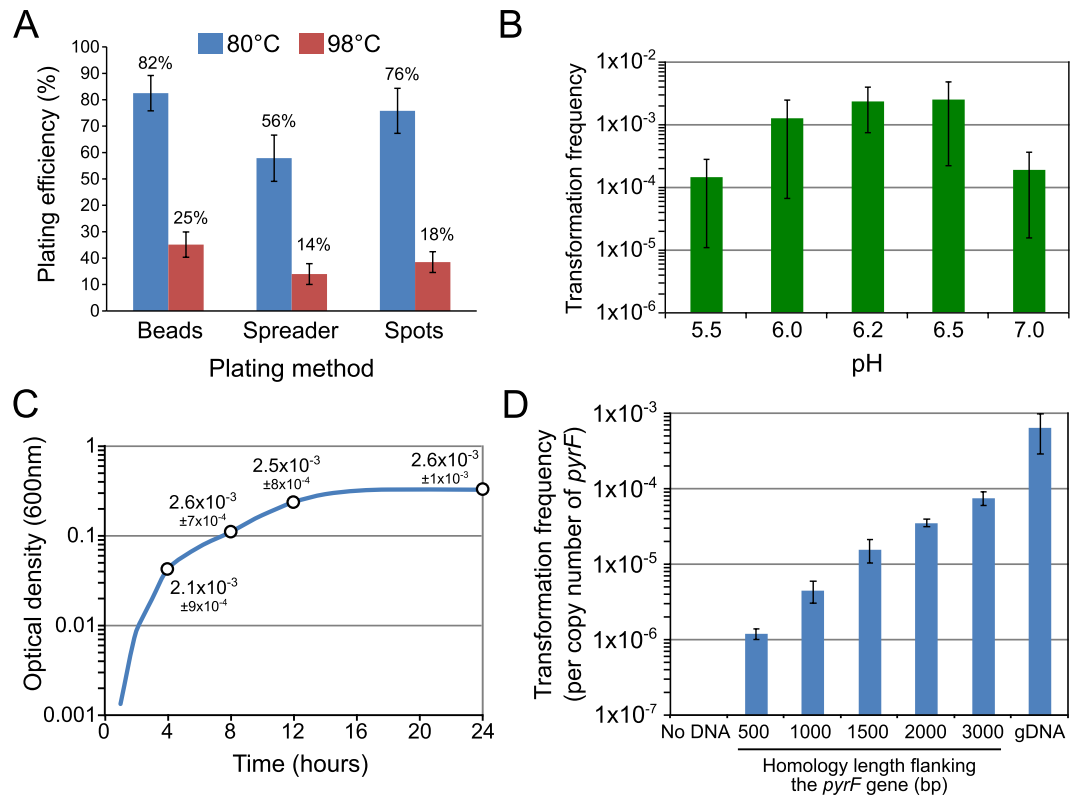 A
80°C 98°C
Plating efficiency (%)
100
90
80
70
60
50
20
30
40
10
0
82%
25%
56%
14%
76%
18%
Beads Spreader Spots
Plating method
B
Transformation frequency
1x10⁻²
1x10⁻³
1x10⁻⁴
1x10⁻⁵
1x10⁻⁶
5.5 6.0 6.2 6.5 7.0
pH
C
Optical density (600nm)
1
0.1
0.01
0.001
2.1x10⁻³
±9x10⁻⁴
2.6x10⁻³
±7x10⁻⁴
2.5x10⁻³
±8x10⁻⁴
2.6x10⁻³
±1x10⁻³
0 4 8 12 16 20 24
Time (hours)
D
Transformation frequency
(per copy number of pyrF)
1x10⁻³
1x10⁻⁴
1x10⁻⁵
1x10⁻⁶
1x10⁻⁷
No DNA 500 1000 1500 2000 3000 gDNA
Homology length flanking
the pyrF gene (bp)